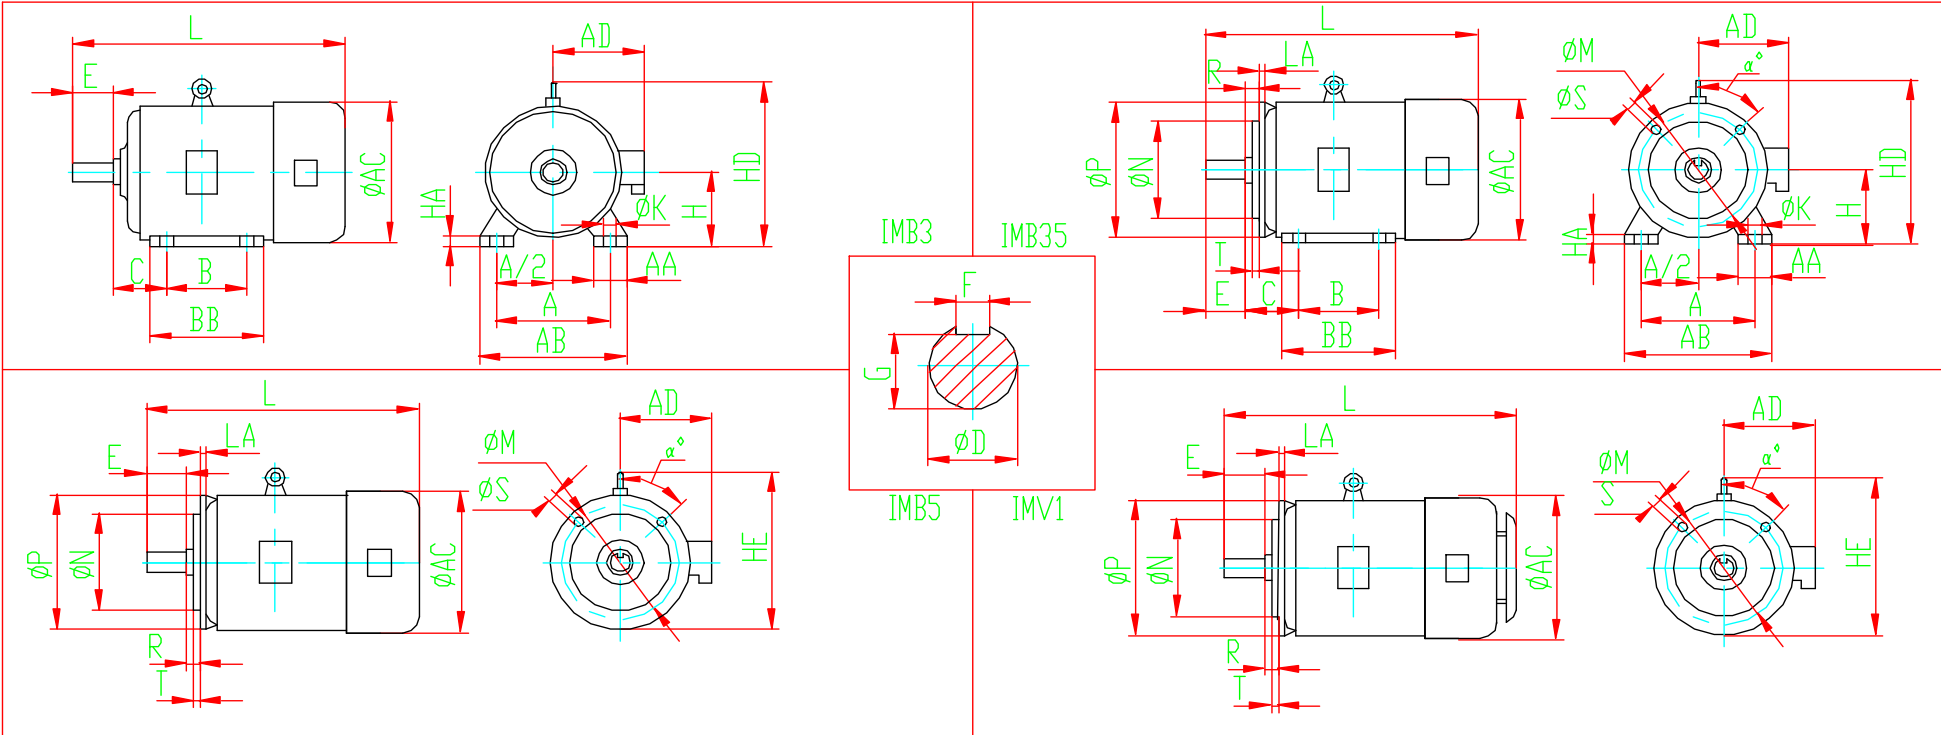 L
E
AD
ØAC
HD
HA
H
ØK
C
B
A/2
AA
A
BB
AB
IMB3
L
AD
ØM
LA
R
α°
ØS
ØP
ØN
ØAC
HD
ØK
H
HA
T
A/2
AA
E
C
B
A
BB
AB
IMB35
F
G
ØD
L
AD
LA
E
ØM
α°
ØS
ØP
ØN
ØAC
HE
R
T
IMB5
L
AD
LA
E
ØM
α°
S
ØP
ØN
ØAC
HE
R
T
IMV1